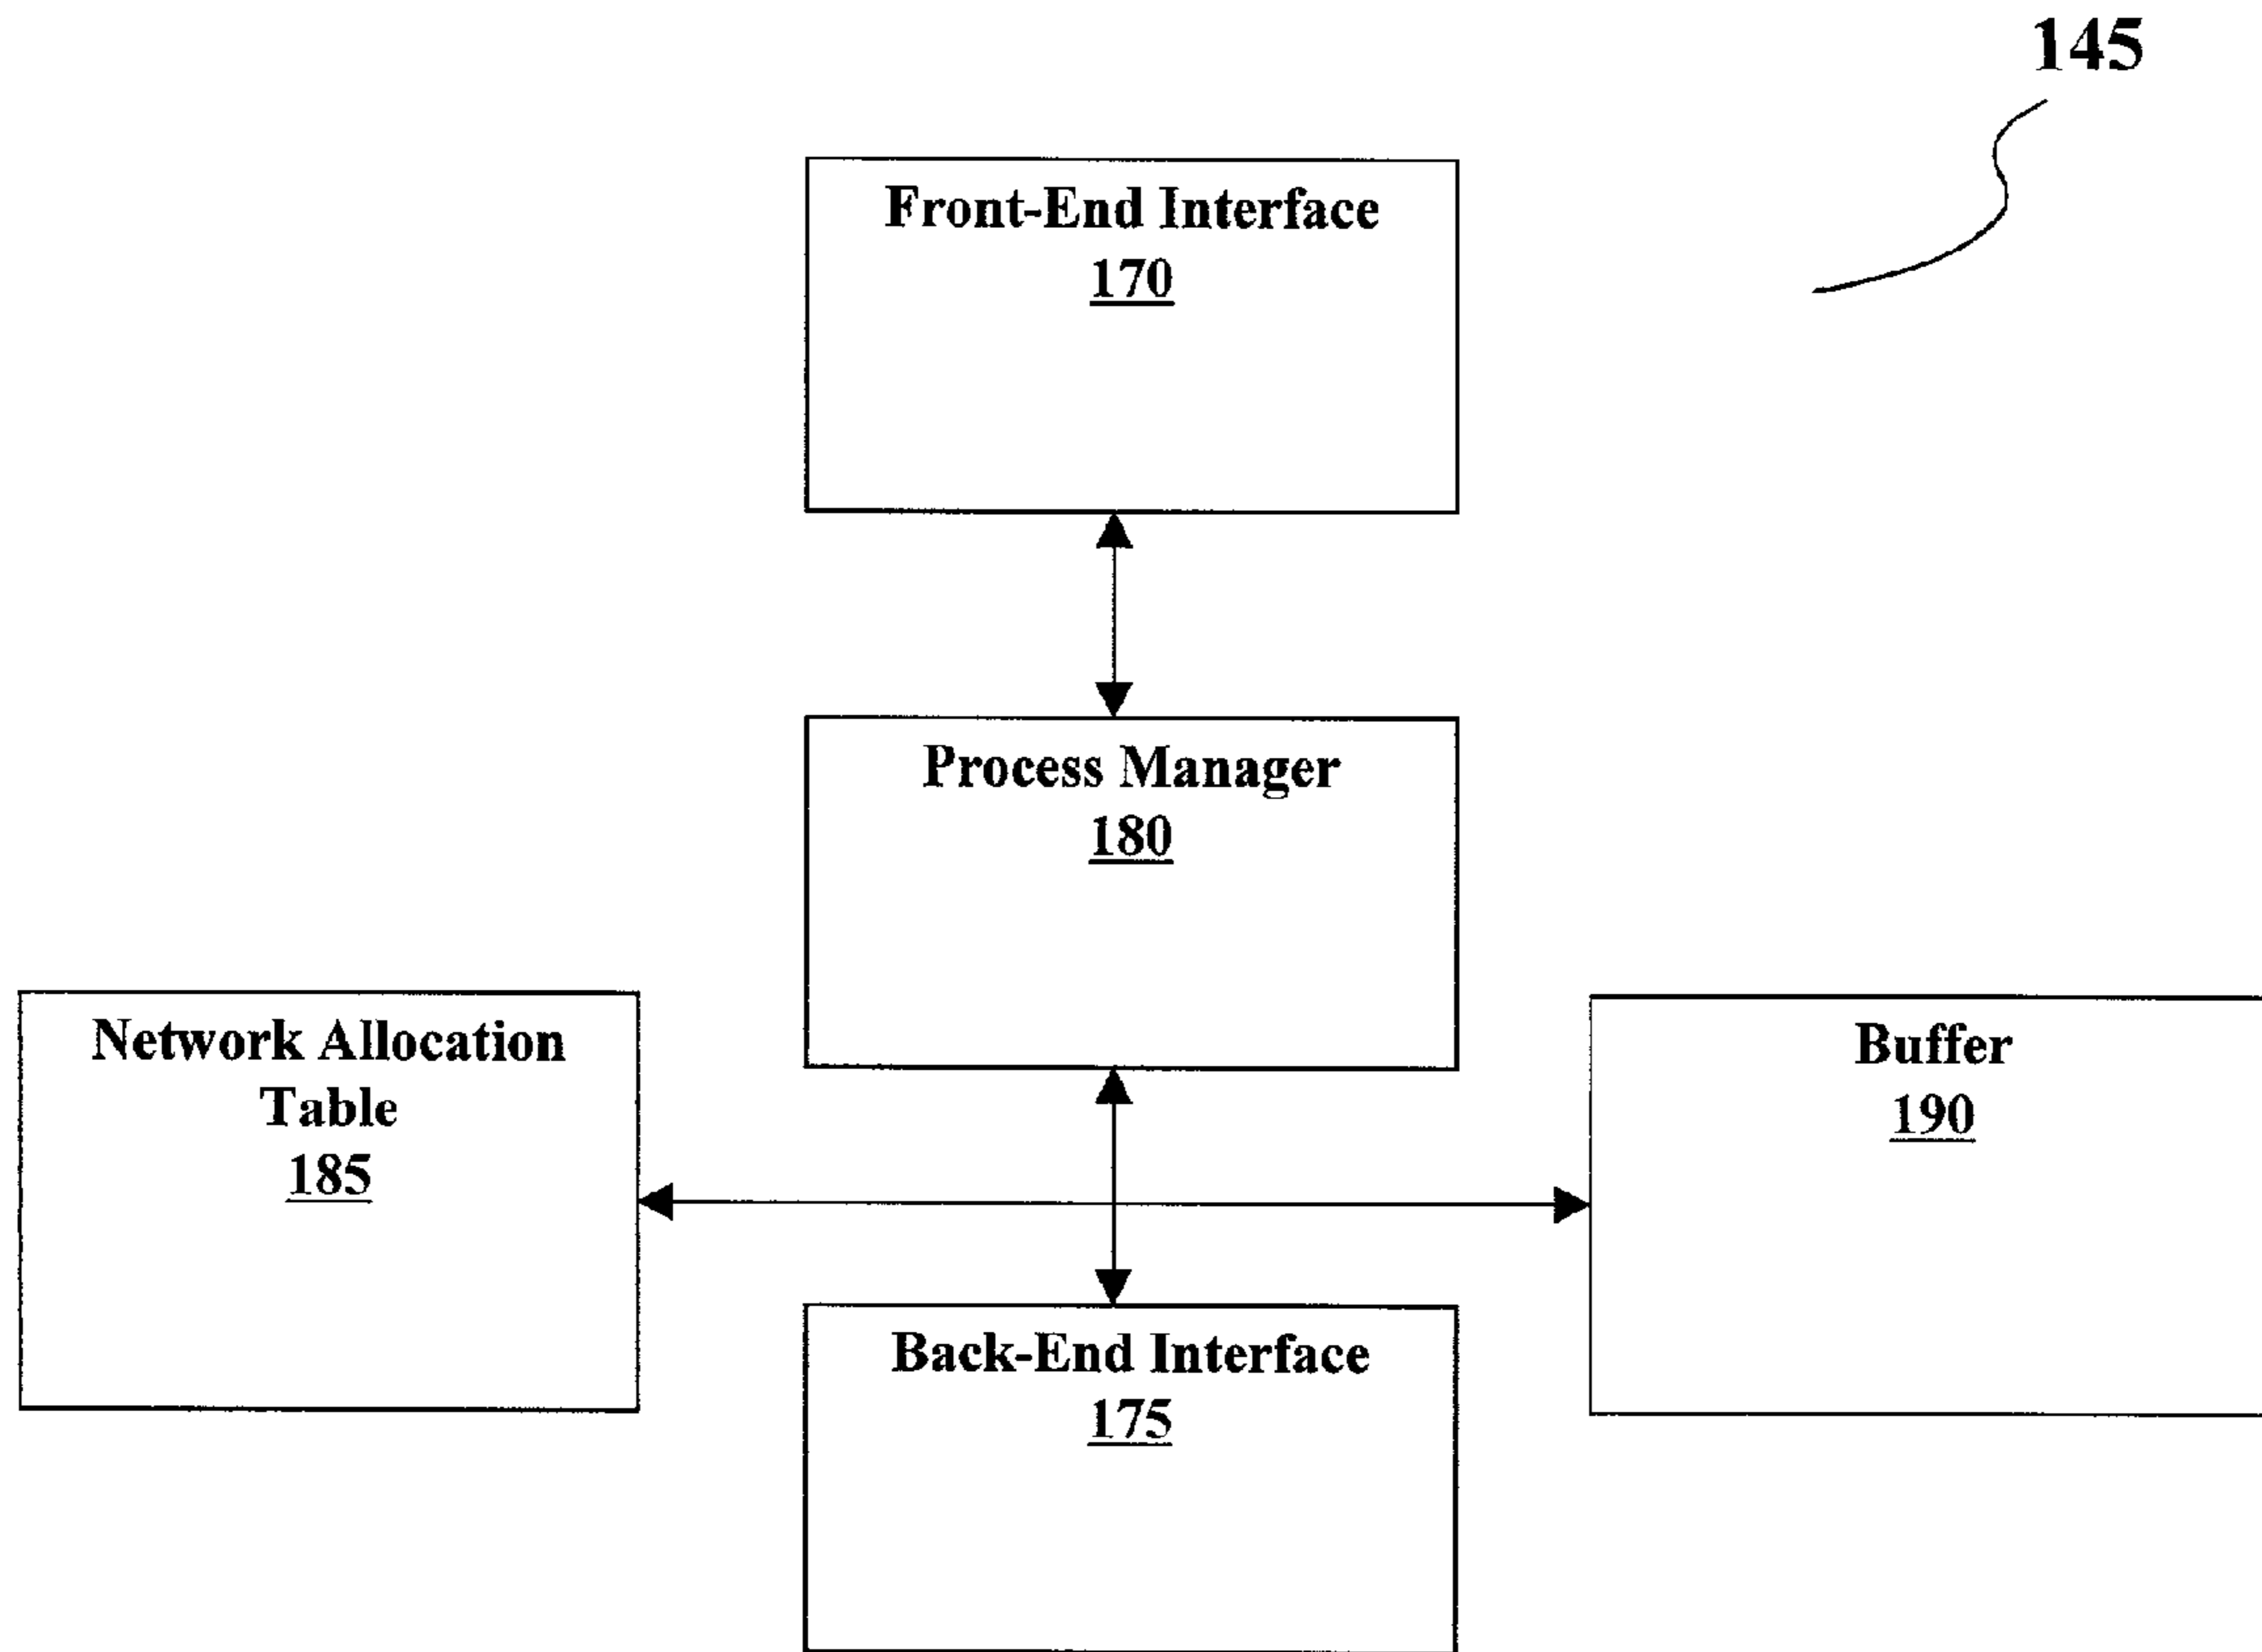 145
Front-End Interface
170
Process Manager
180
Network Allocation
Table
185
Buffer
190
Back-End Interface
175